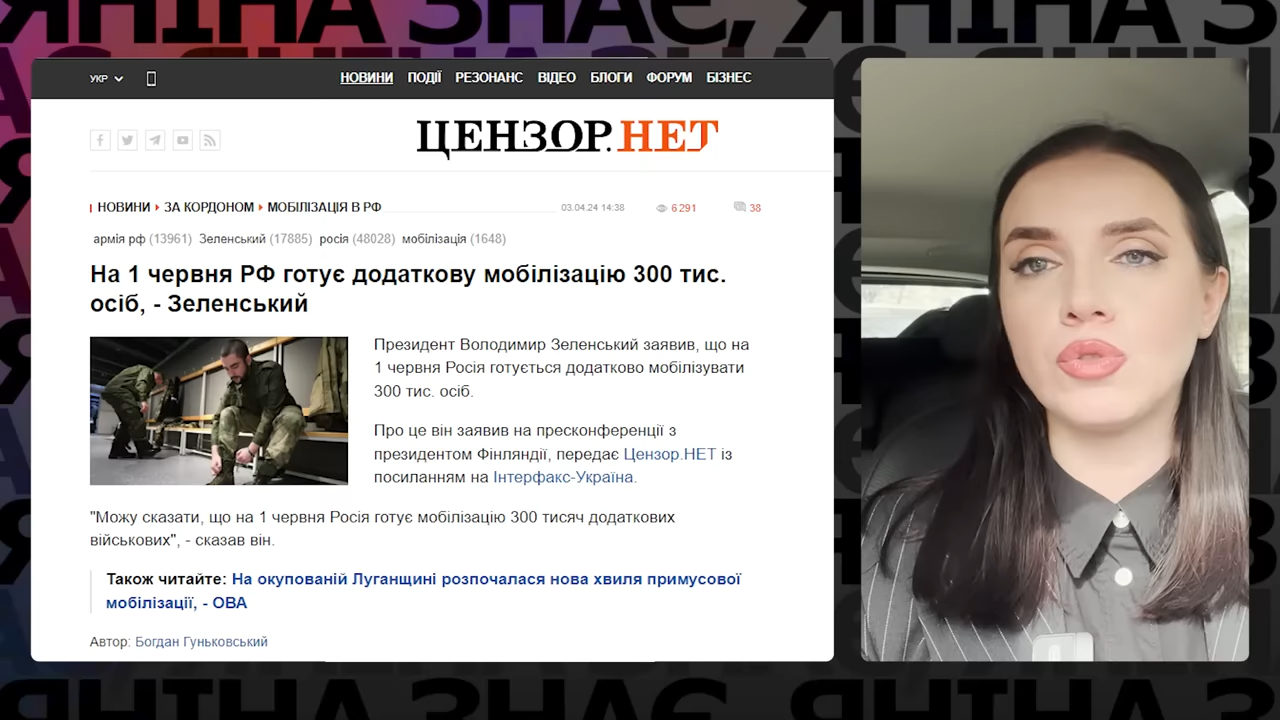 ЯНІНА ЗНАЄ, ЯНІНА З
УКР
НОВИНИ ПОДІЇ РЕЗОНАНС ВІДЕО БЛОГИ ФОРУМ БІЗНЕС
ЦЕНЗОР.НЕТ
НОВИНИ ЗА КОРДОНОМ МОБІЛІЗАЦІЯ В РФ 03.04.24 14:38 6 291 38
армія рф (13961) Зеленський (17885) росія (48028) мобілізація (1648)
На 1 червня РФ готує додаткову мобілізацію 300 тис.
осіб, - Зеленський
Президент Володимир Зеленський заявив, що на
1 червня Росія готується додатково мобілізувати
300 тис. осіб.
Про це він заявив на пресконференції з
президентом Фінляндії, передає Цензор.НЕТ із
посиланням на Інтерфакс-Україна.
"Можу сказати, що на 1 червня Росія готує мобілізацію 300 тисяч додаткових
військових", - сказав він.
Також читайте: На окупованій Луганщині розпочалася нова хвиля примусової
мобілізації, - ОВА
Автор: Богдан Гуньковський
ЯНІНА ЗНАЄ, ЯНІНА З